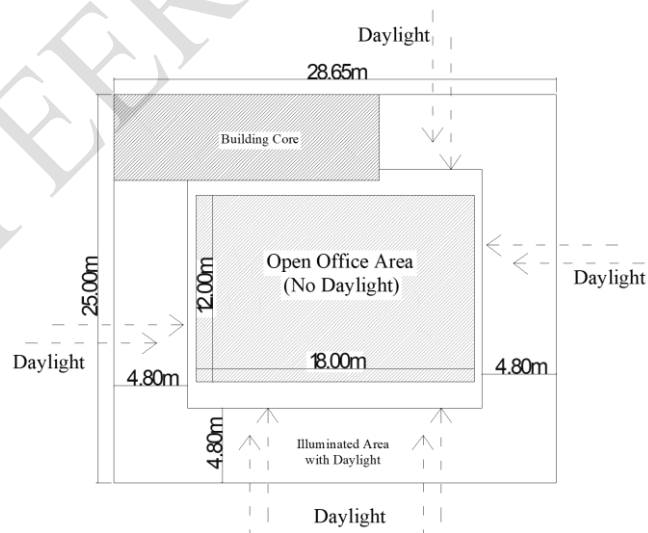 Daylight
28.65m
Building Core
Open Office Area
(No Daylight)
12.00m
25.00m
Daylight
Daylight
18.00m
4.80m
4.80m
4.80m
Illuminated Area
with Daylight
Daylight